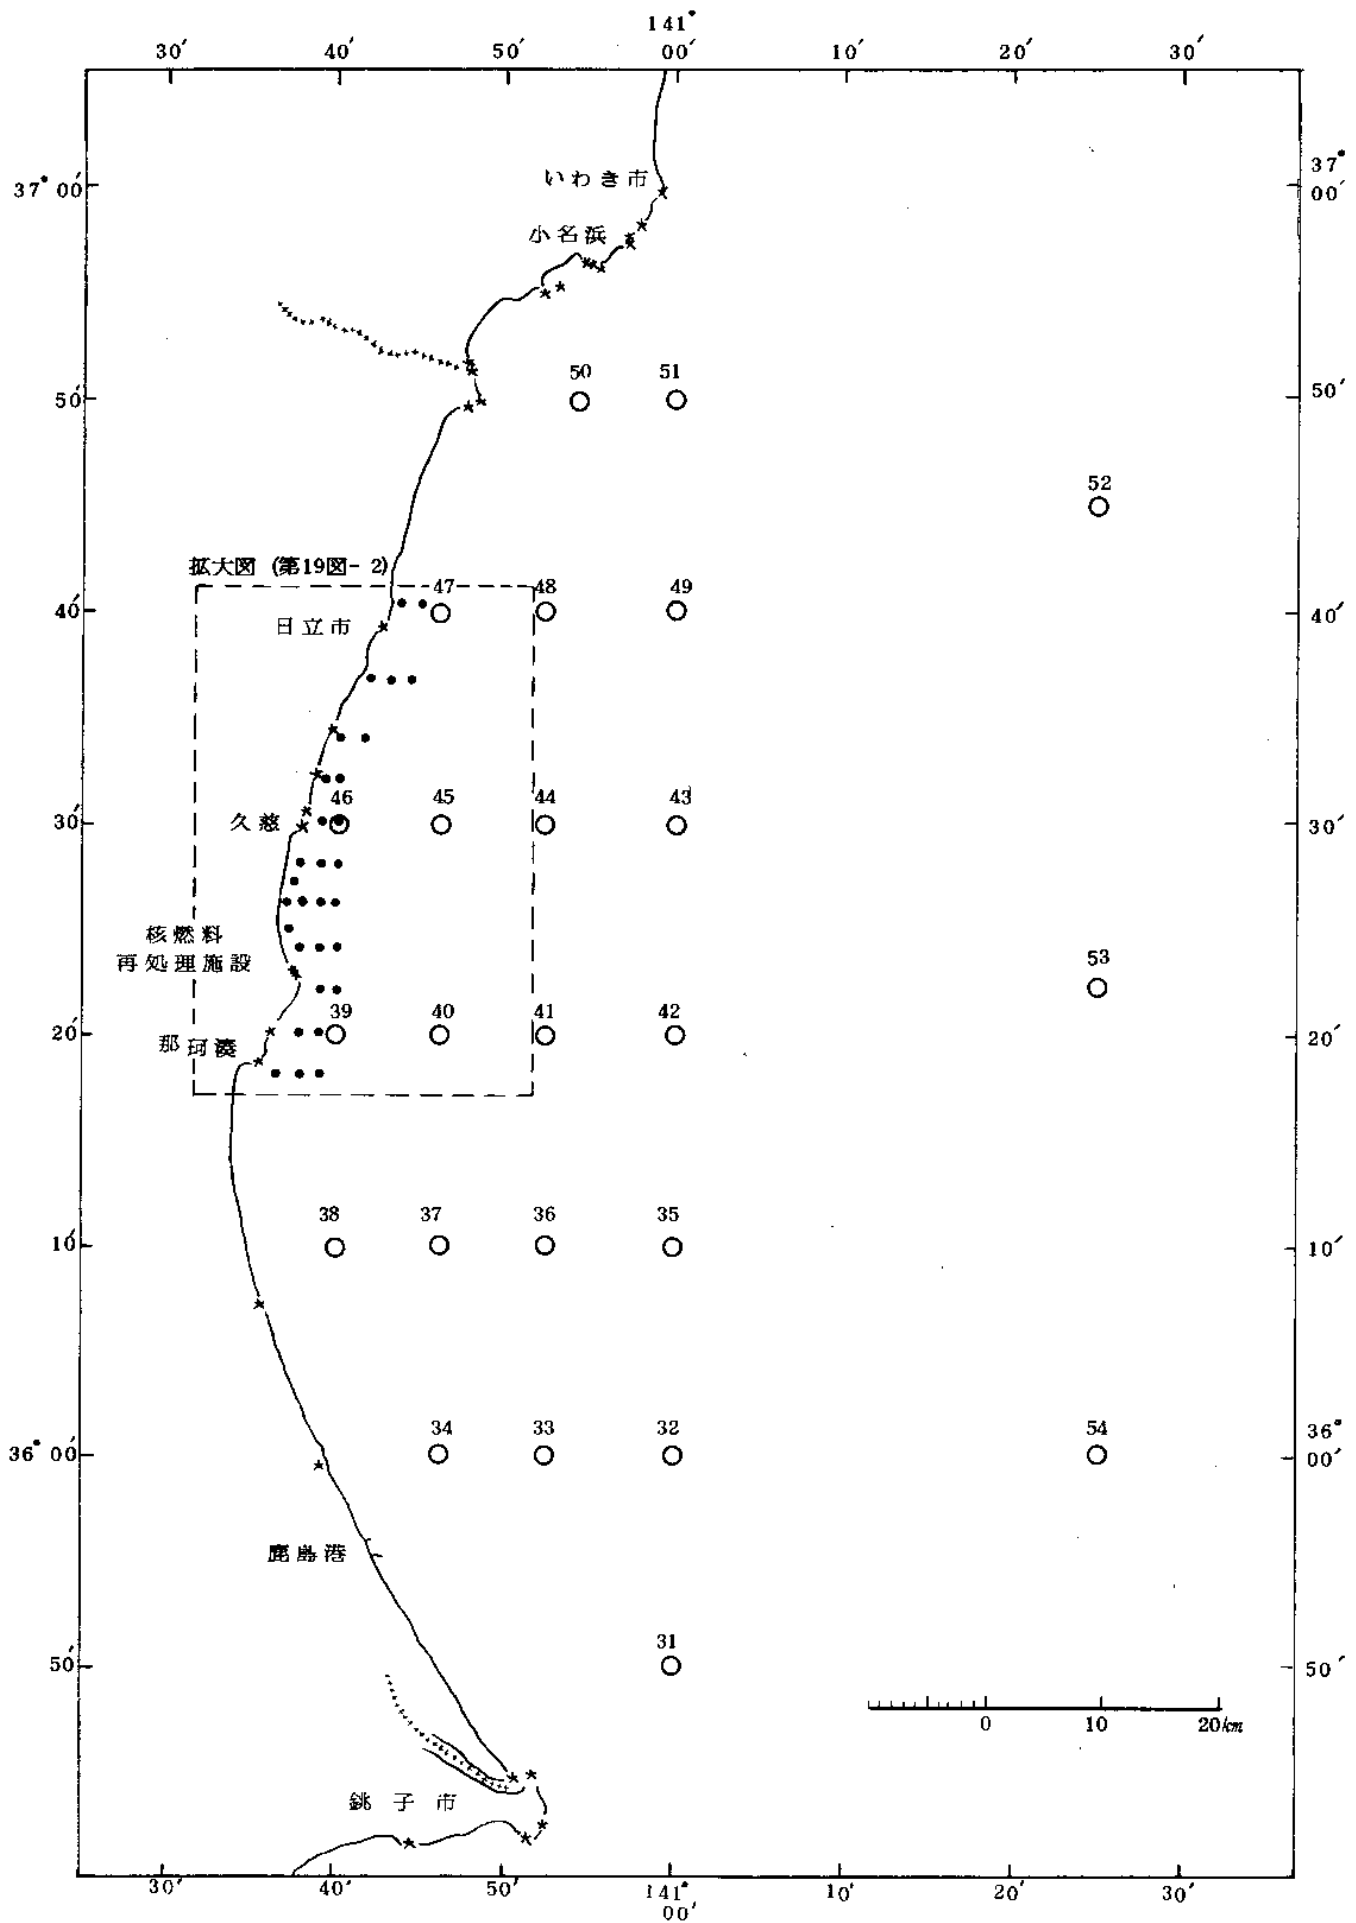 141°
30′ 40′ 50′ 00′ 10′ 20′ 30′
37° 00′
37° 00′
いわき市
小名浜
50 51
50′ 50′
52
拡大図 (第19図-2)
47 48 49
40′ 40′
日立市
46 45 44 43
久慈
30′ 30′
核燃料
再処理施設
53
39 40 41 42
20′ 20′
那珂湊
38 37 36 35
10′ 10′
34 33 32 54
36° 00′
36° 00′
鹿島港
31
50′ 50′
0 10 20km
銚子市
30′ 40′ 50′ 141° 00′ 10′ 20′ 30′